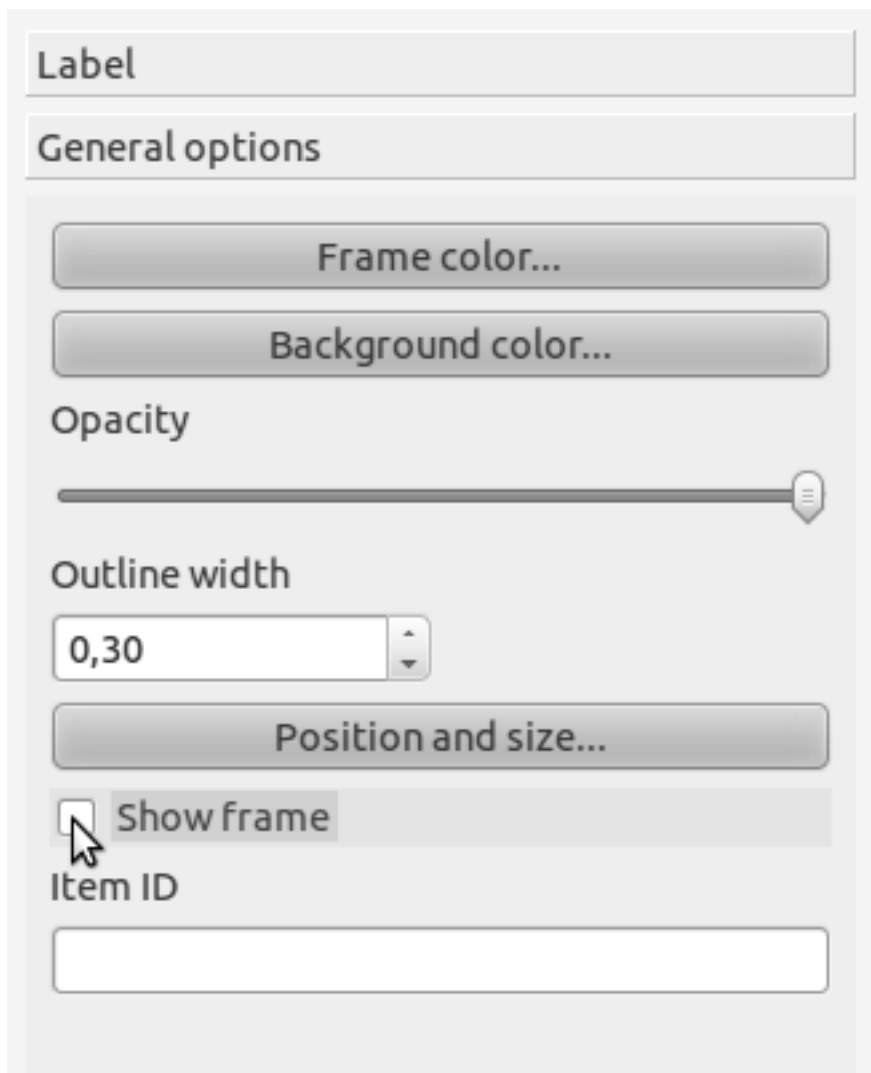 Label
General options
Frame color...
Background color...
Opacity
Outline width
0,30
Position and size...
Show frame
Item ID